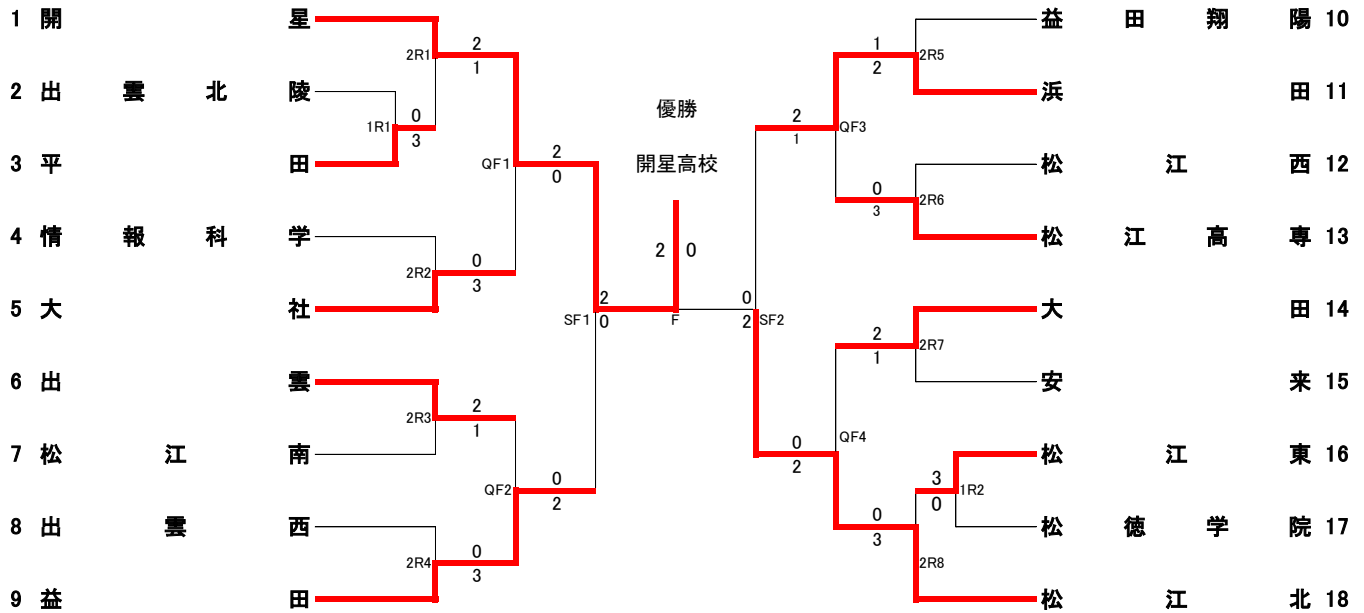 1 開 星
2 出 雲 北 陵
3 平 田
4 情 報 科 学
5 大 社
6 出 雲
7 松 江 南
8 出 雲 西
9 益 田
1R1 0 3
2R1 2 1
2R2 0 3
2R3 2 1
2R4 0 3
QF1 2 0
QF2 0 2
SF1 2 0
優勝
開星高校
2 0
F
0 2 SF2
2 1 QF3
0 2 QF4
1 2 2R5
0 3 2R6
2 1 2R7
3 0 1R2
0 3 2R8
益 田 翔 陽 10
浜 田 11
松 江 西 12
松 江 高 専 13
大 田 14
安 来 15
松 江 東 16
松 徳 学 院 17
松 江 北 18